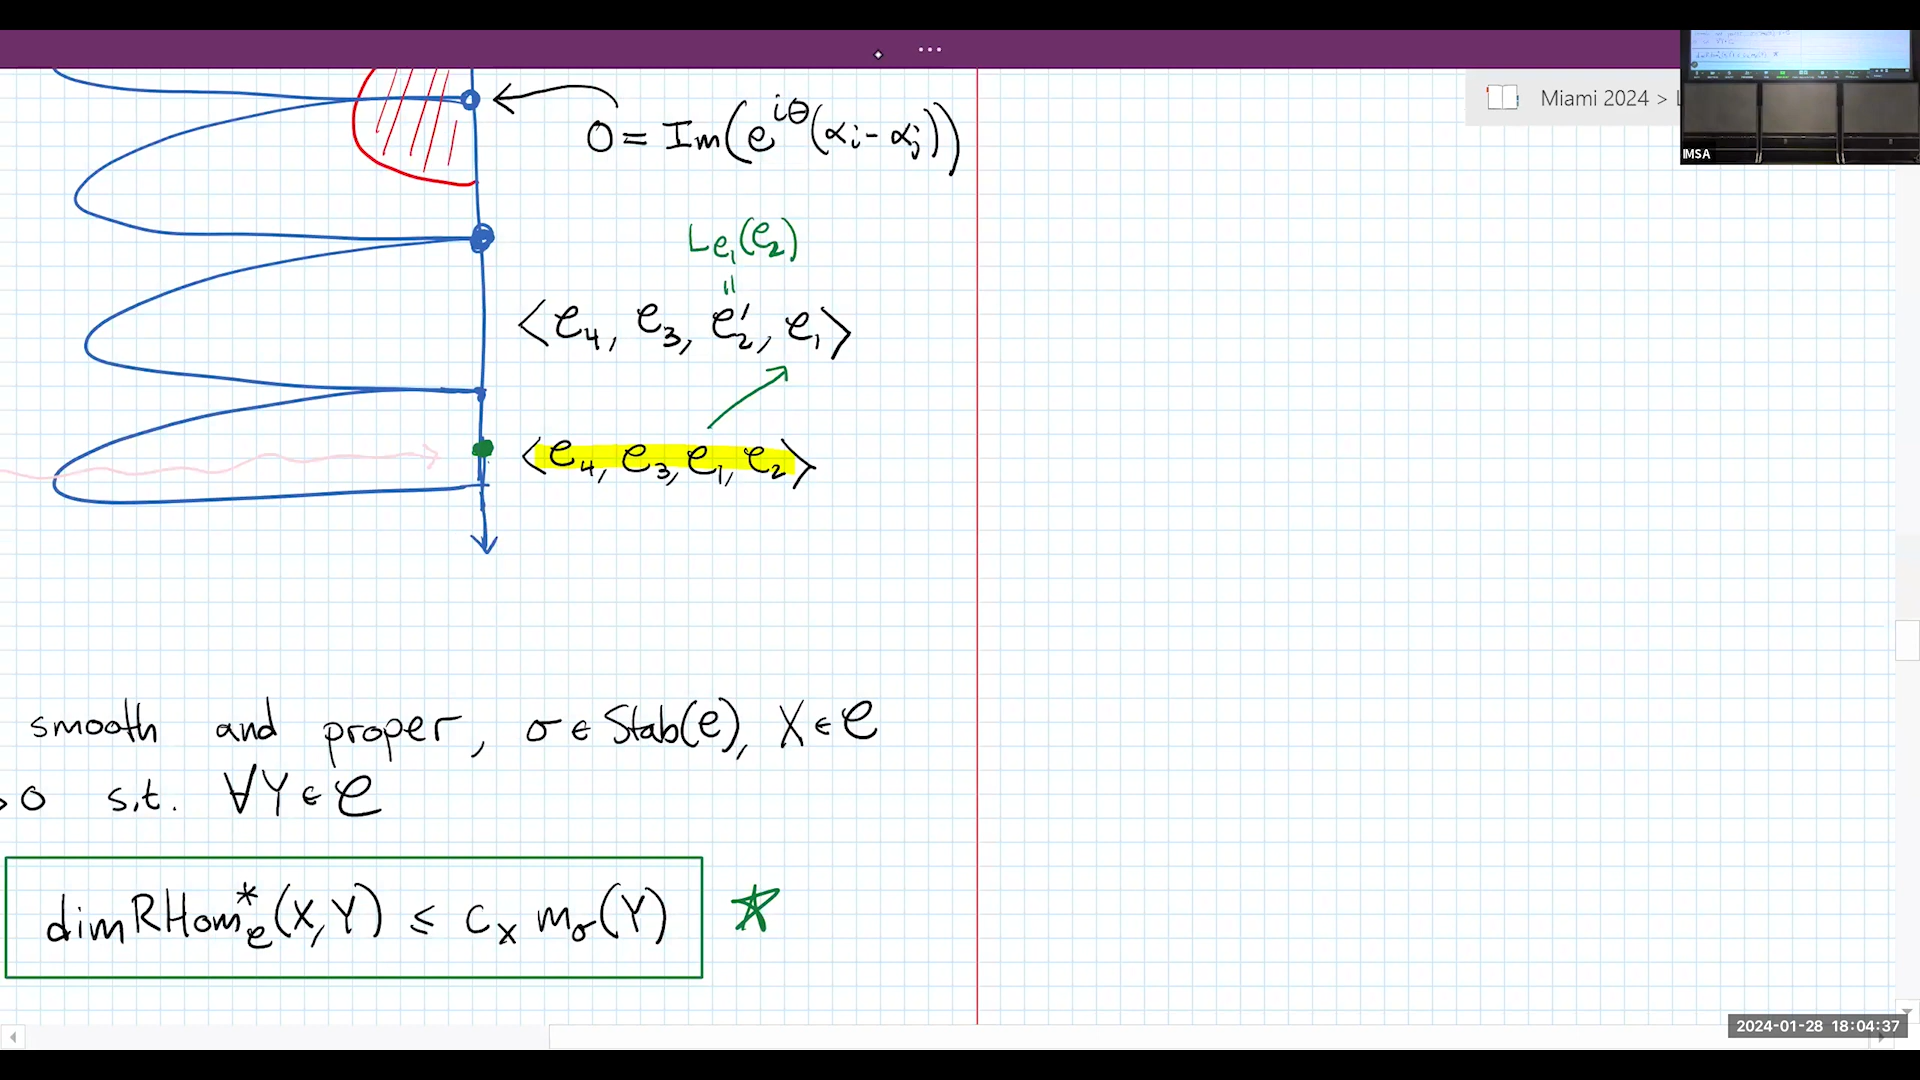 ...
Miami 2024 >
IMSA
O = Im(e^{iθ}(α_i - α_j))
L_{e_1}(e_2)
"
⟨e_4, e_3, e_2', e_1⟩
⟨e_4, e_3, e_1, e_2⟩
smooth and proper, σ ∈ Stab(C), X ∈ C
>0 s.t. ∀Y ∈ C
dim RHom^*_C(X, Y) ≤ C_X m_σ(Y)
2024-01-28 18:04:37